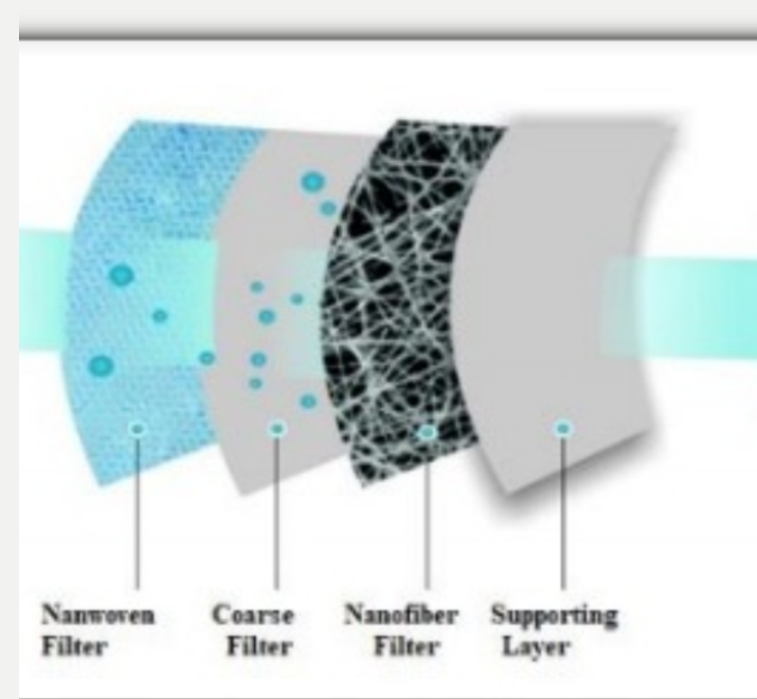 Nanwoven Filter
Coarse Filter
Nanofiber Filter
Supporting Layer